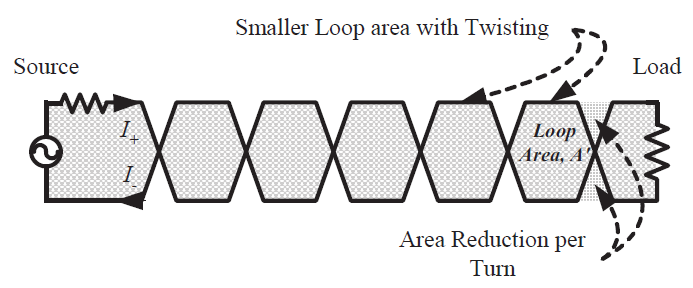 Smaller Loop area with Twisting
Source
Load
I+
Loop
Area, A'
I-
Area Reduction per
Turn